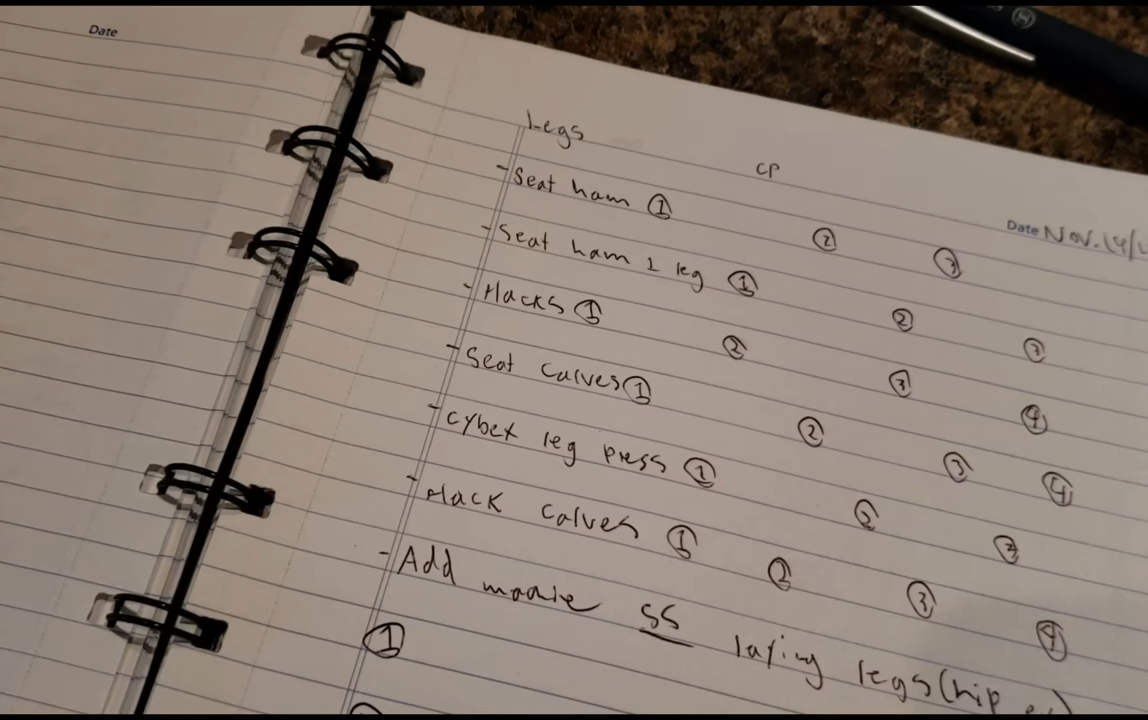 Date
Legs
CP
Date Nov. 14/
- Seat ham ① ② ③
- Seat ham 1 leg ① ② ③
- Hacks ① ② ③ ④
- Seat calves ① ② ③ ④
- Cybex leg press ① ② ③
- Hack calves ① ② ③ ④
- Add SS laying legs (hip
①